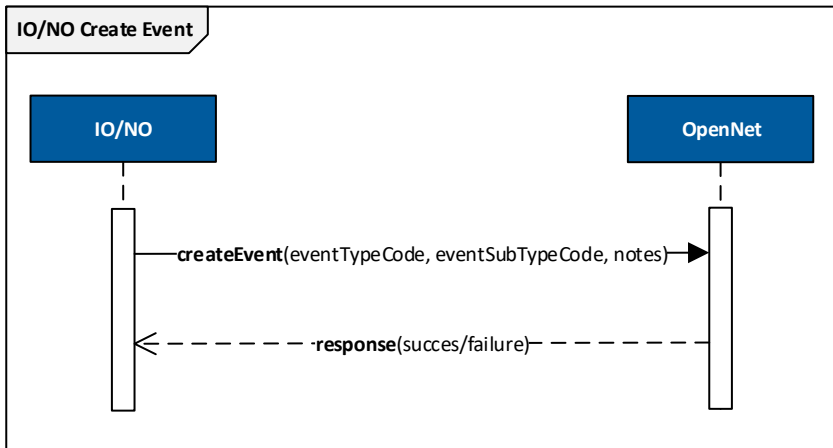 IO/NO Create Event
IO/NO
OpenNet
createEvent(eventTypeCode, eventSubTypeCode, notes)
response(succes/failure)